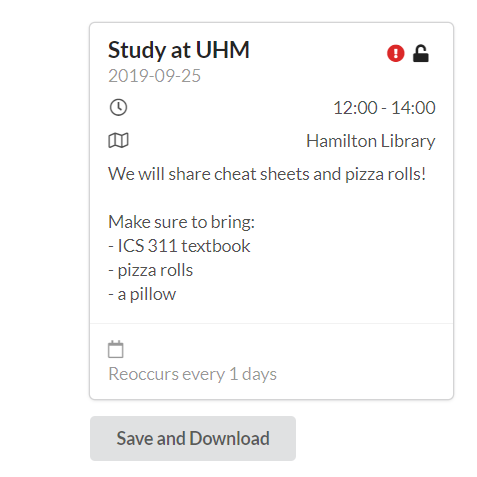 Study at UHM
2019-09-25
12:00 - 14:00
Hamilton Library
We will share cheat sheets and pizza rolls!
Make sure to bring:
- ICS 311 textbook
- pizza rolls
- a pillow
Reoccurs every 1 days
Save and Download